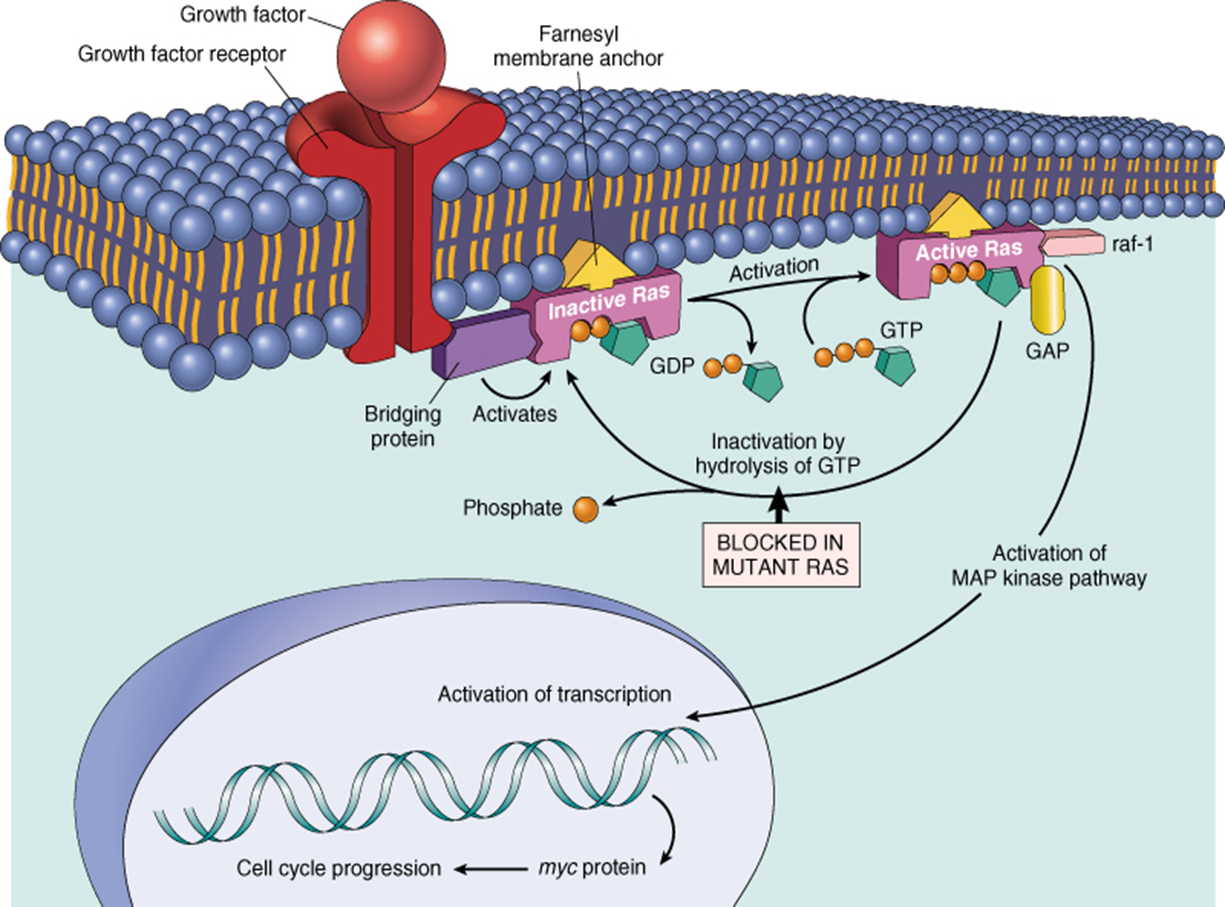 Growth factor
Growth factor receptor
Farnesyl
membrane anchor
Inactive Ras
Activation
Active Ras
raf-1
GDP
GTP
GAP
Bridging
protein
Activates
Inactivation by
hydrolysis of GTP
Phosphate
BLOCKED IN
MUTANT RAS
Activation of
MAP kinase pathway
Activation of transcription
Cell cycle progression
myc protein